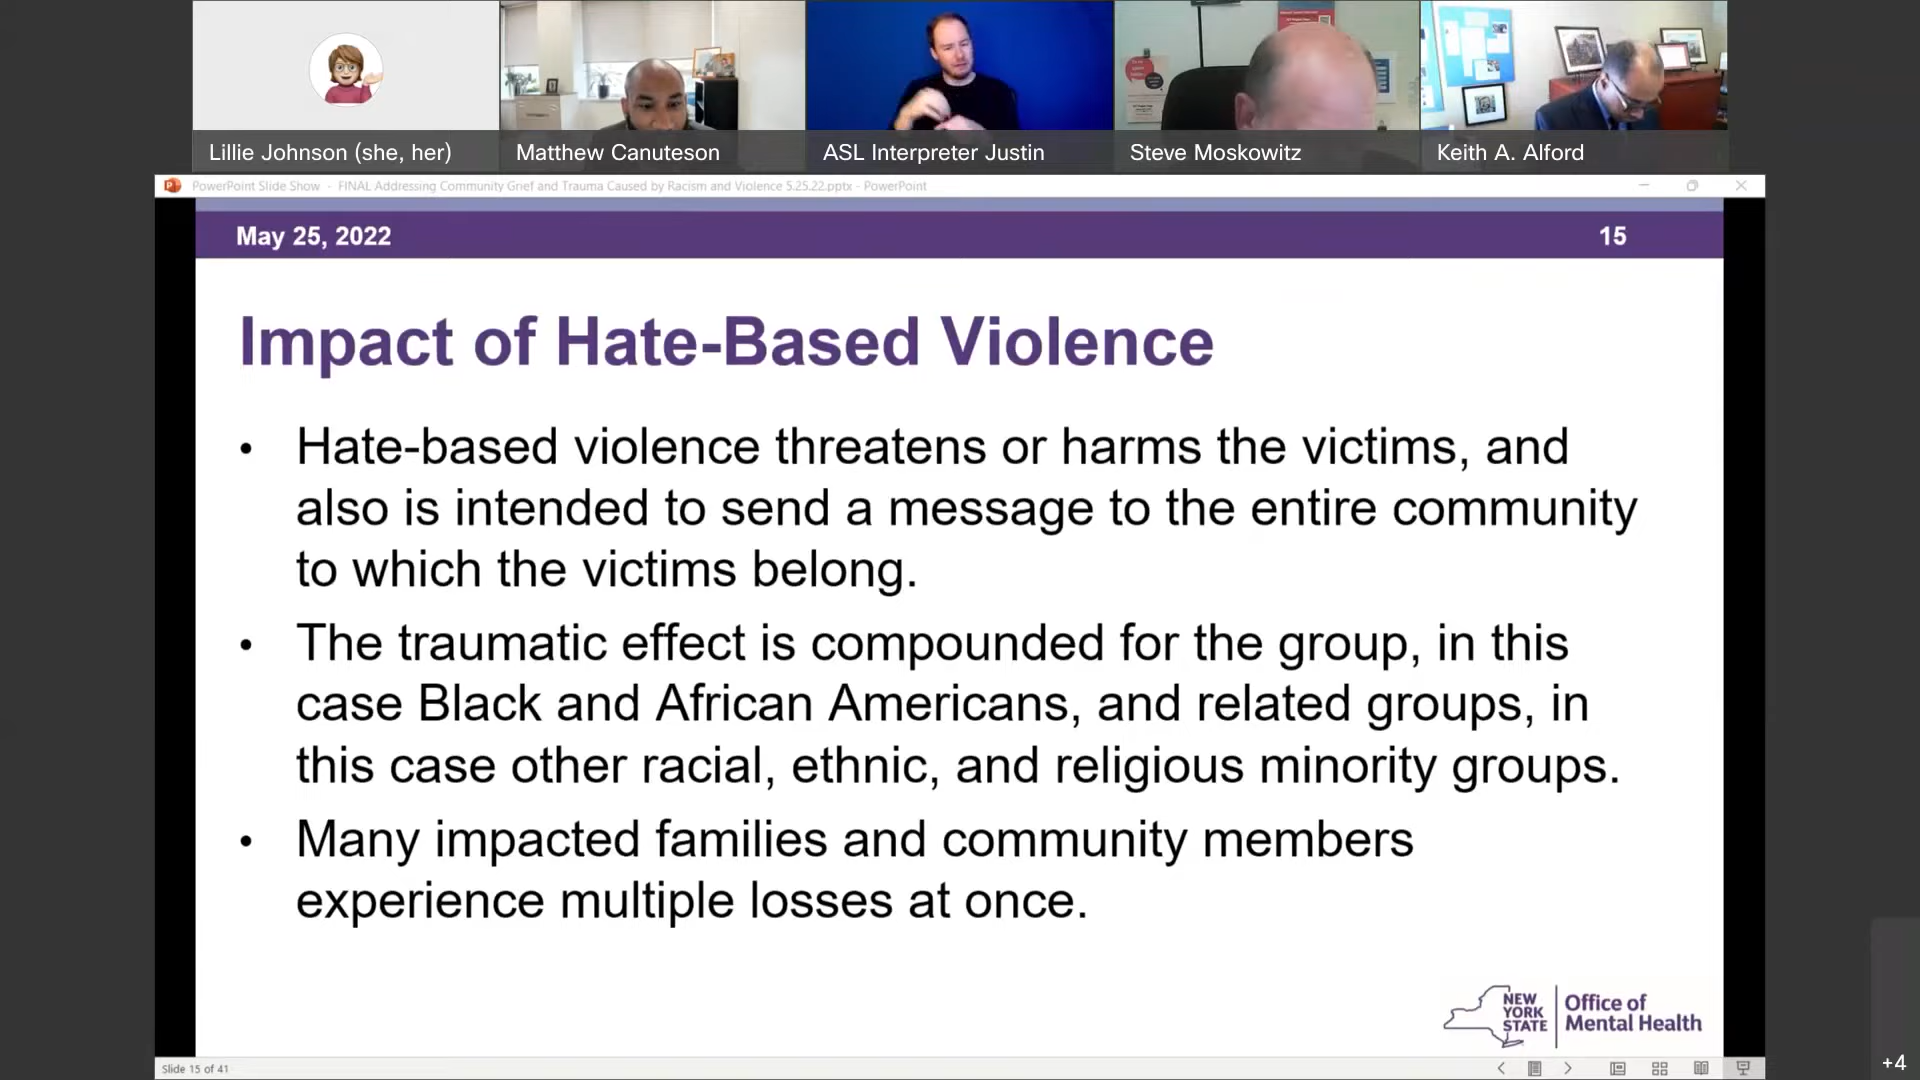 Lillie Johnson (she, her)
Matthew Canuteson
ASL Interpreter Justin
Steve Moskowitz
Keith A. Alford
PowerPoint Slide Show - FINAL Addressing Community Grief and Trauma Caused by Racism and Violence 5.25.22.pptx - PowerPoint
May 25, 2022
15
Impact of Hate-Based Violence
• Hate-based violence threatens or harms the victims, and
also is intended to send a message to the entire community
to which the victims belong.
• The traumatic effect is compounded for the group, in this
case Black and African Americans, and related groups, in
this case other racial, ethnic, and religious minority groups.
• Many impacted families and community members
experience multiple losses at once.
NEW
YORK
STATE
Office of
Mental Health
Slide 15 of 41
+4